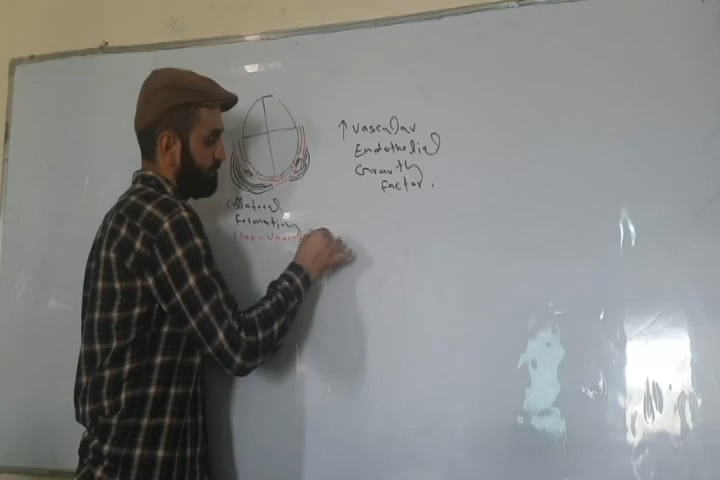 Collateral
Formation
↑ Vascular
Endothelial
Growth
Factor.